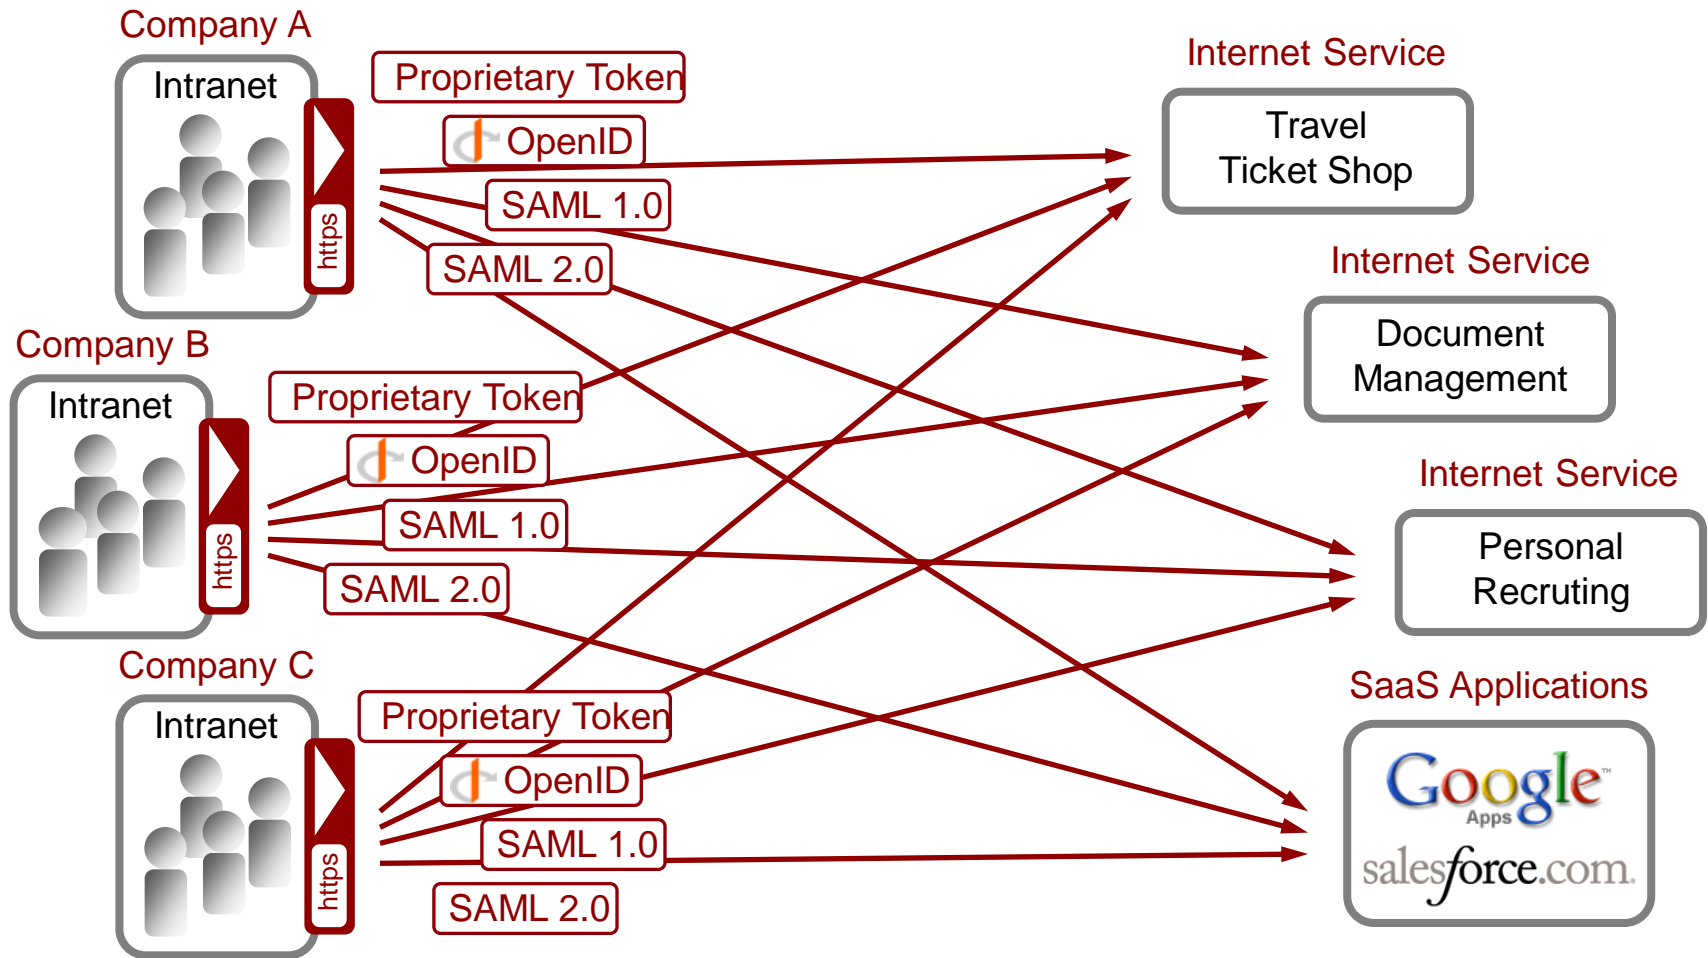 Company A
Intranet
https
Proprietary Token
OpenID
SAML 1.0
SAML 2.0
Company B
Intranet
https
Proprietary Token
OpenID
SAML 1.0
SAML 2.0
Company C
Intranet
https
Proprietary Token
OpenID
SAML 1.0
SAML 2.0
Internet Service
Travel
Ticket Shop
Internet Service
Document
Management
Internet Service
Personal
Recruting
SaaS Applications
Google™
Apps
salesforce.com®